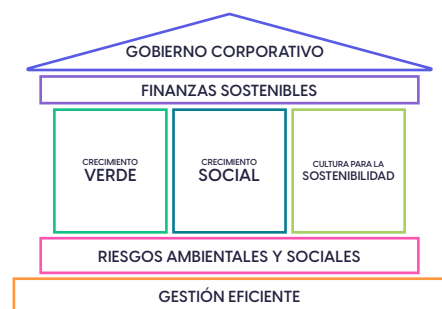 GOBIERNO CORPORATIVO
FINANZAS SOSTENIBLES
CRECIMIENTO
VERDE
CRECIMIENTO
SOCIAL
CULTURA PARA LA
SOSTENIBILIDAD
RIESGOS AMBIENTALES Y SOCIALES
GESTIÓN EFICIENTE